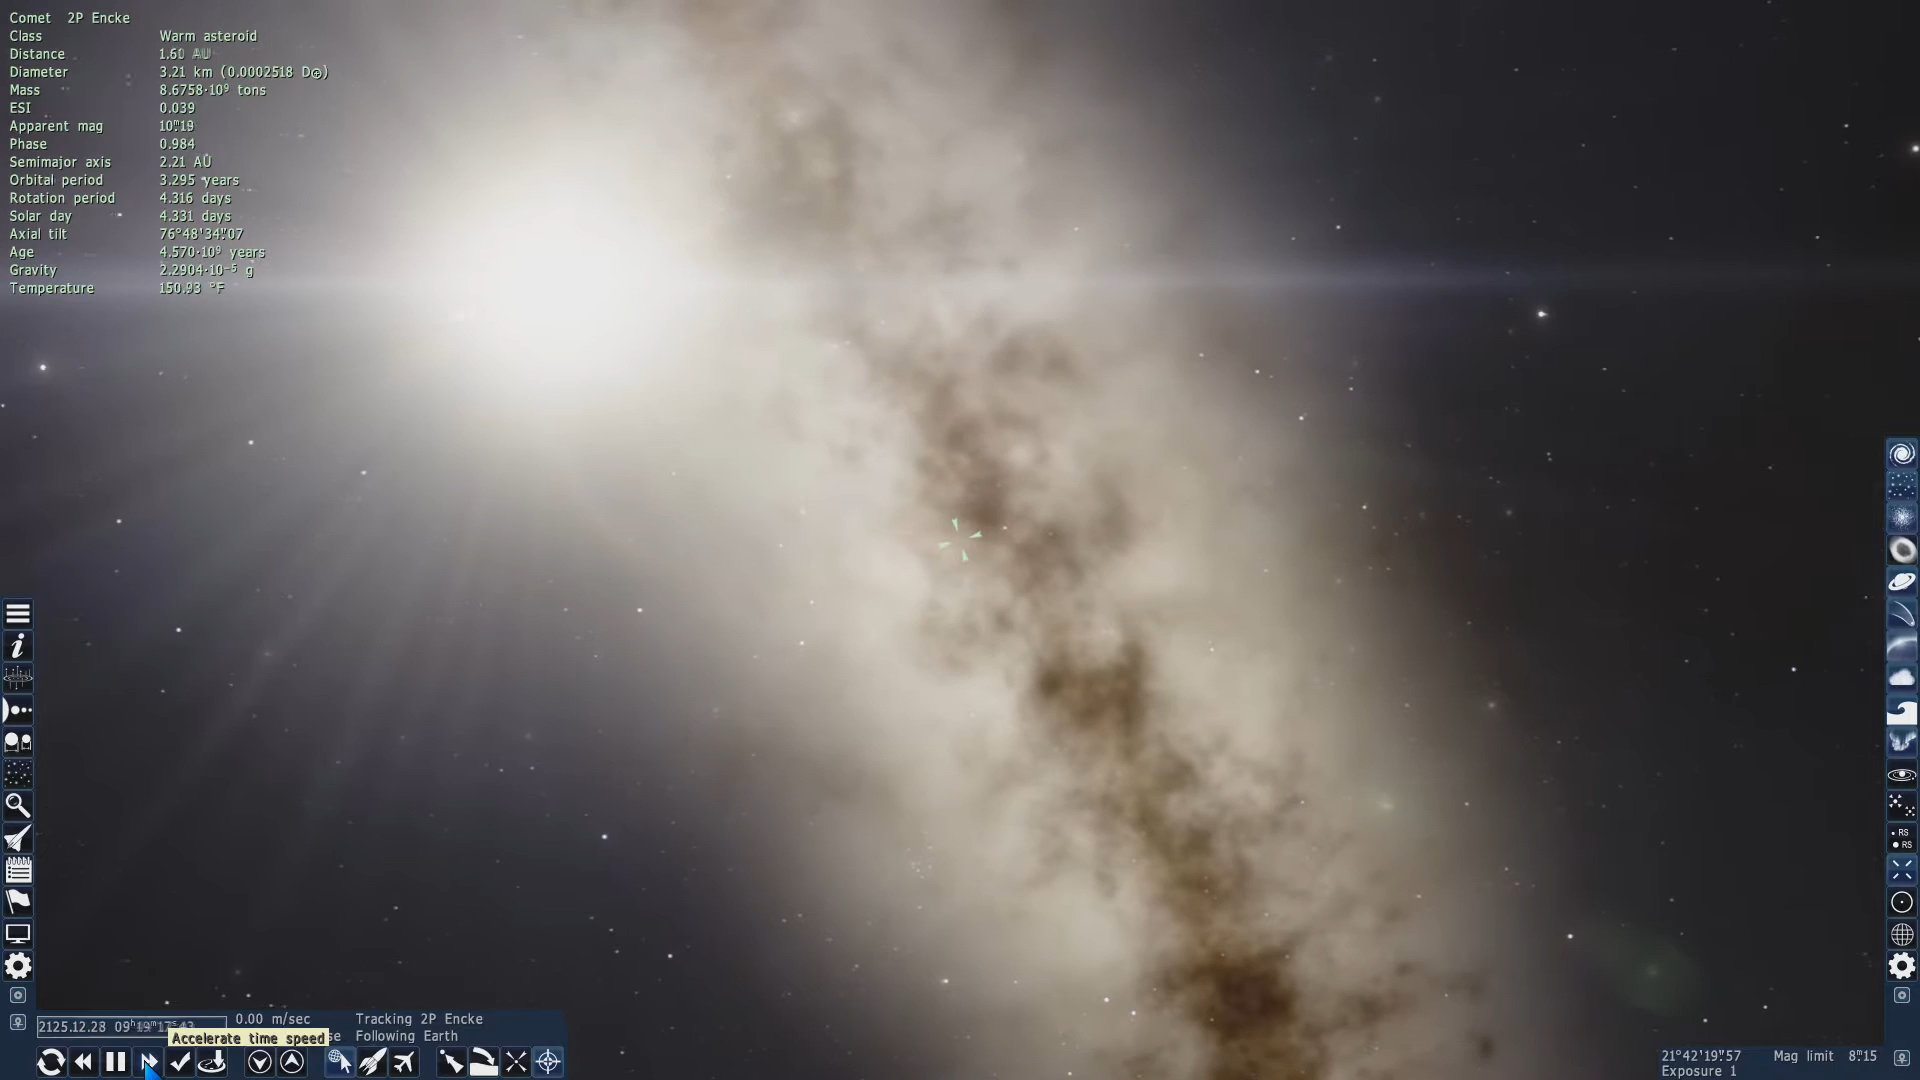 Comet 2P Encke
Class Warm asteroid
Distance 1.60 AU
Diameter 3.21 km (0.0002518 D⊕)
Mass 8.6758·10⁹ tons
ESI 0.039
Apparent mag 10ᵐ19
Phase 0.984
Semimajor axis 2.21 AU
Orbital period 3.295 years
Rotation period 4.316 days
Solar day 4.331 days
Axial tilt 76°48'34"07
Age 4.570·10⁹ years
Gravity 2.2904·10⁻⁵ g
Temperature 150.93 °F
RS
RS
2125.12.28 09ʰ
0.00 m/sec Tracking 2P Encke
se Following Earth
Accelerate time speed
21°42'19"57 Mag limit 8ᵐ15
Exposure 1